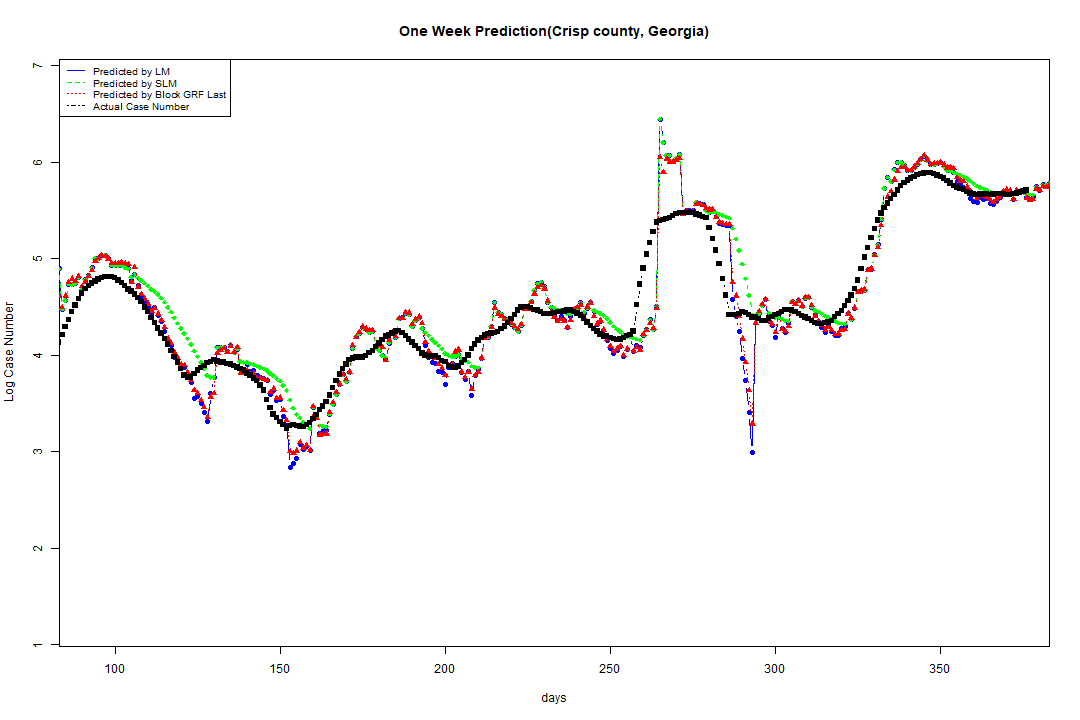 One Week Prediction(Crisp county, Georgia)
7
Predicted by LM
Predicted by SLM
Predicted by Block GRF Last
Actual Case Number
6
5
4
3
2
1
Log Case Number
100 150 200 250 300 350
days